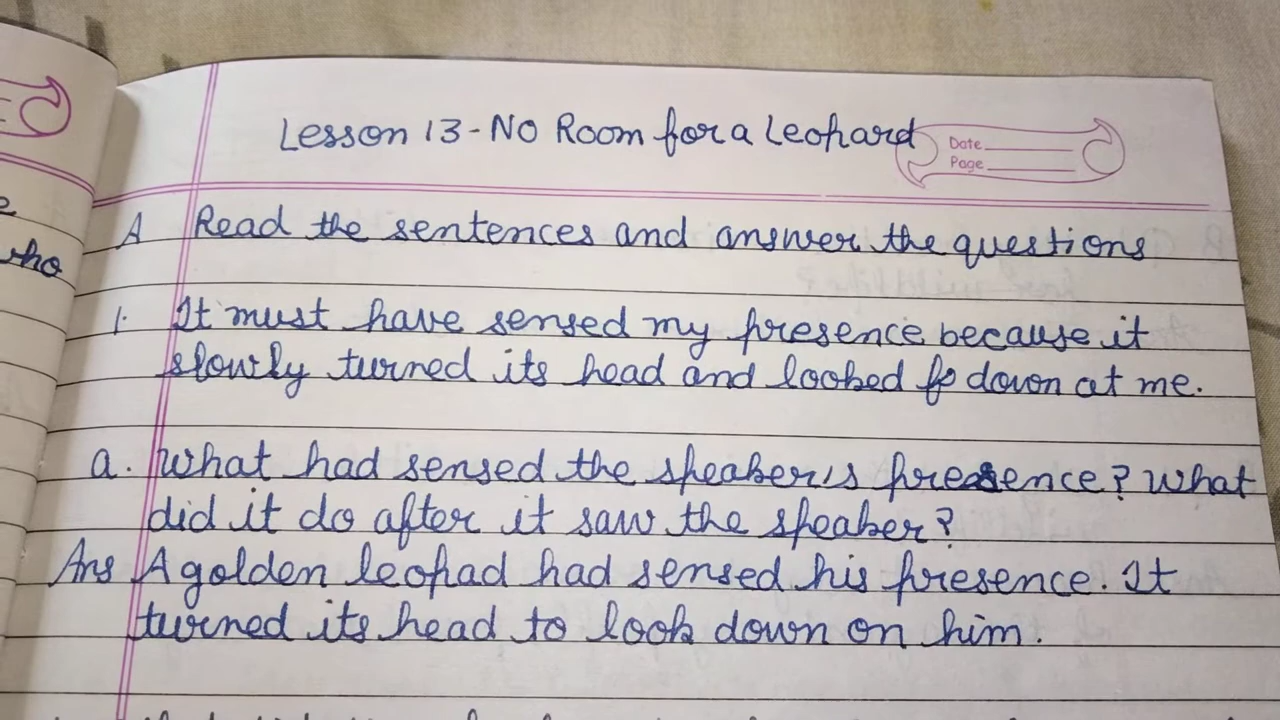 Lesson 13 - No Room for a Leopard
Date
Page
A Read the sentences and answer the questions
who
1. It must have sensed my presence because it
slowly turned its head and looked down at me.
a. What had sensed the speaker's presence? What
did it do after it saw the speaker?
Ans A golden leopad had sensed his presence. It
turned its head to look down on him.